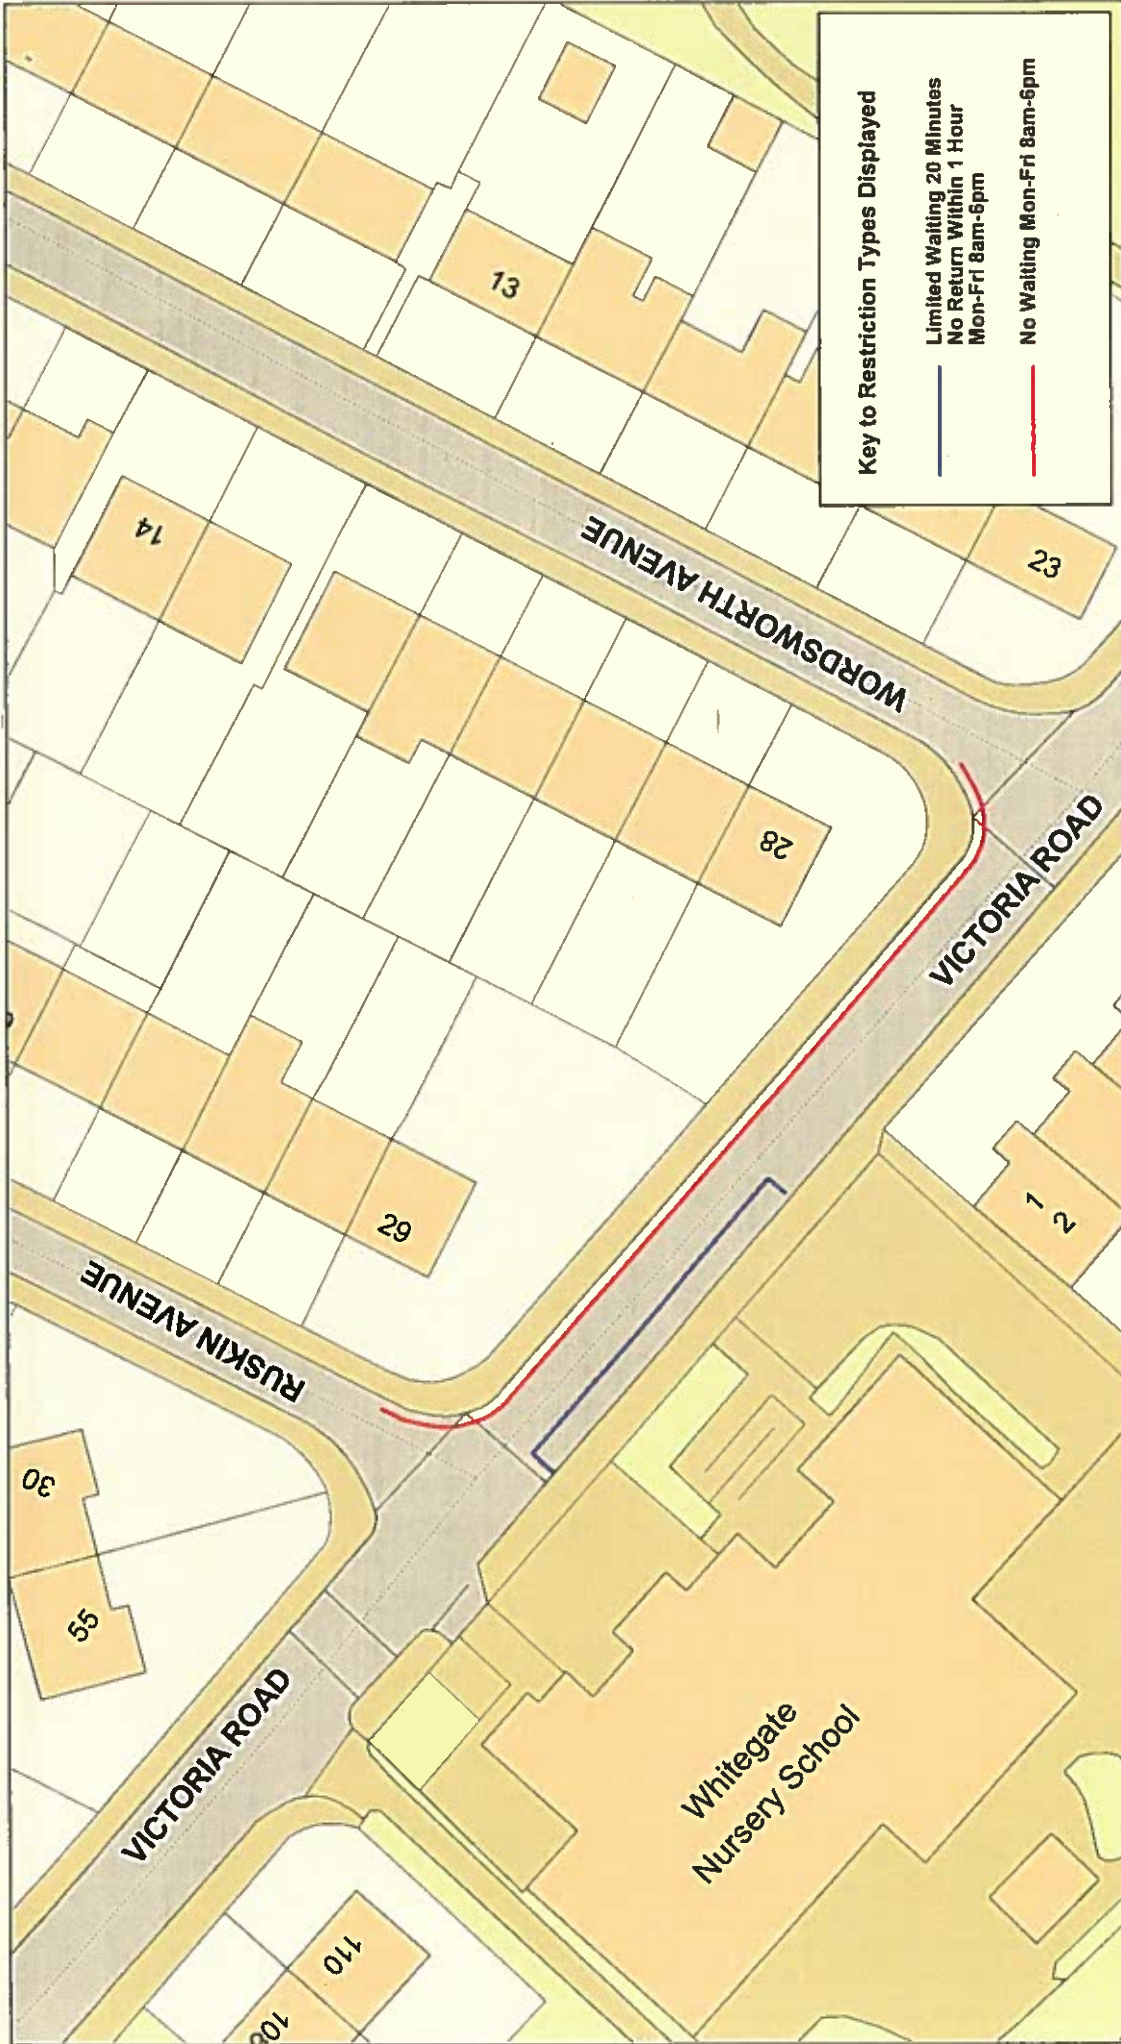 Key to Restriction Types Displayed
Limited Waiting 20 Minutes
No Return Within 1 Hour
Mon-Fri 8am-6pm
No Waiting Mon-Fri 8am-6pm
13
14
WORDSWORTH AVENUE
23
28
VICTORIA ROAD
29
1
2
RUSKIN AVENUE
30
55
VICTORIA ROAD
Whitegate
Nursery School
110